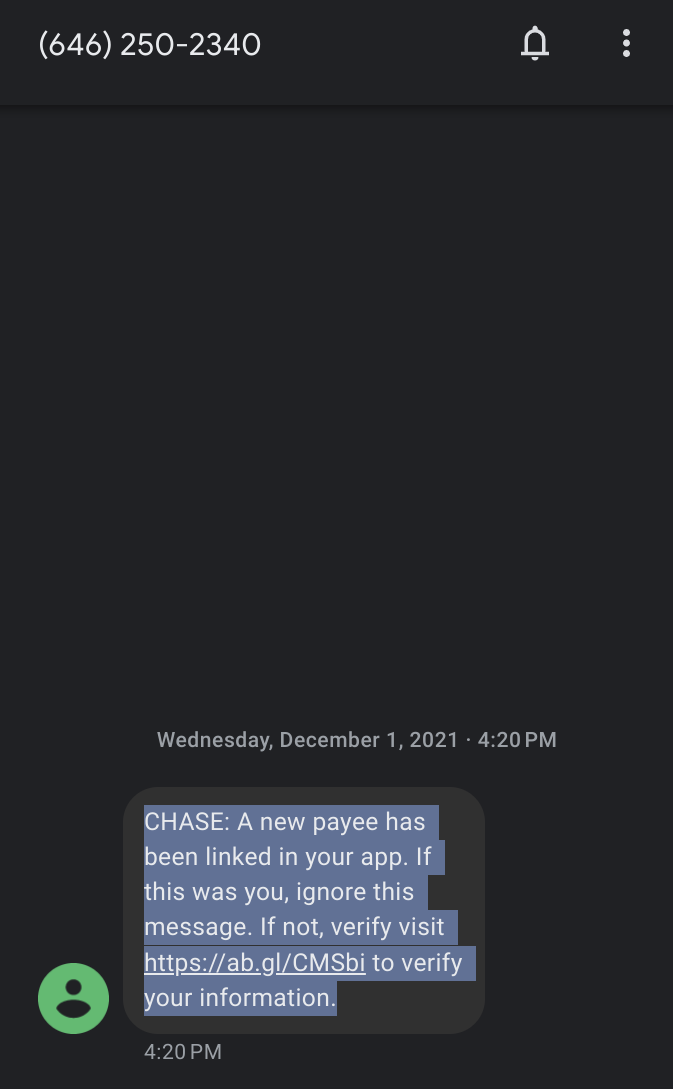 (646) 250-2340
Wednesday, December 1, 2021 · 4:20 PM
CHASE: A new payee has
been linked in your app. If
this was you, ignore this
message. If not, verify visit
https://ab.gl/CMSbi to verify
your information.
4:20 PM